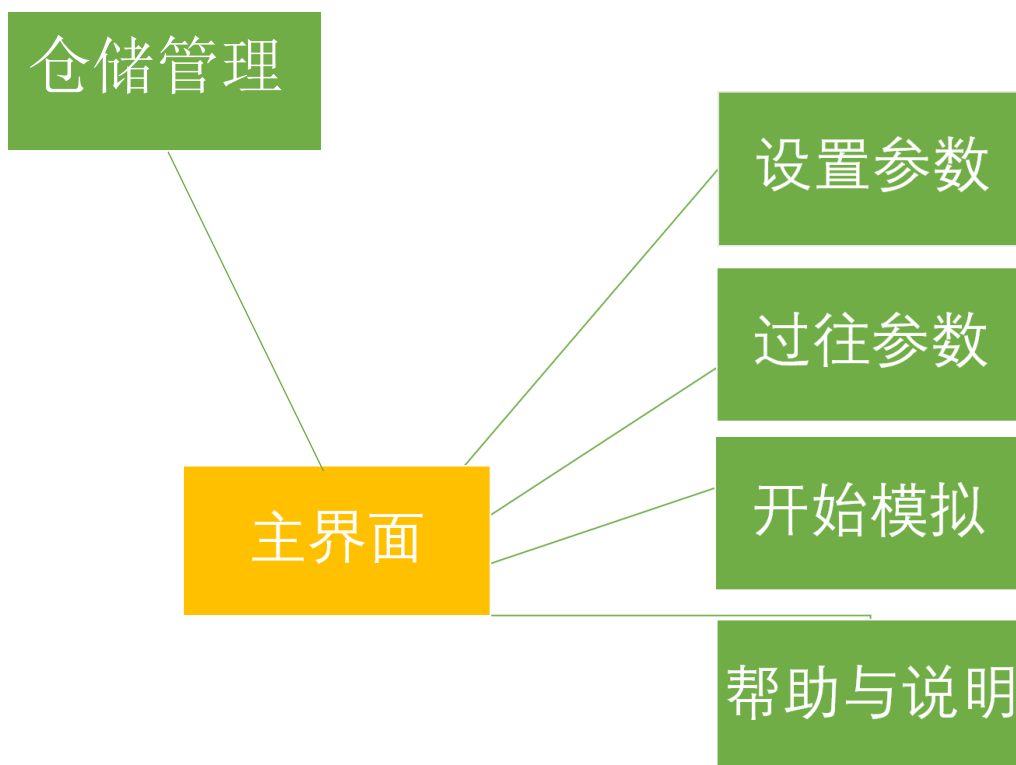 仓储管理
设置参数
过往参数
开始模拟
主界面
帮助与说明